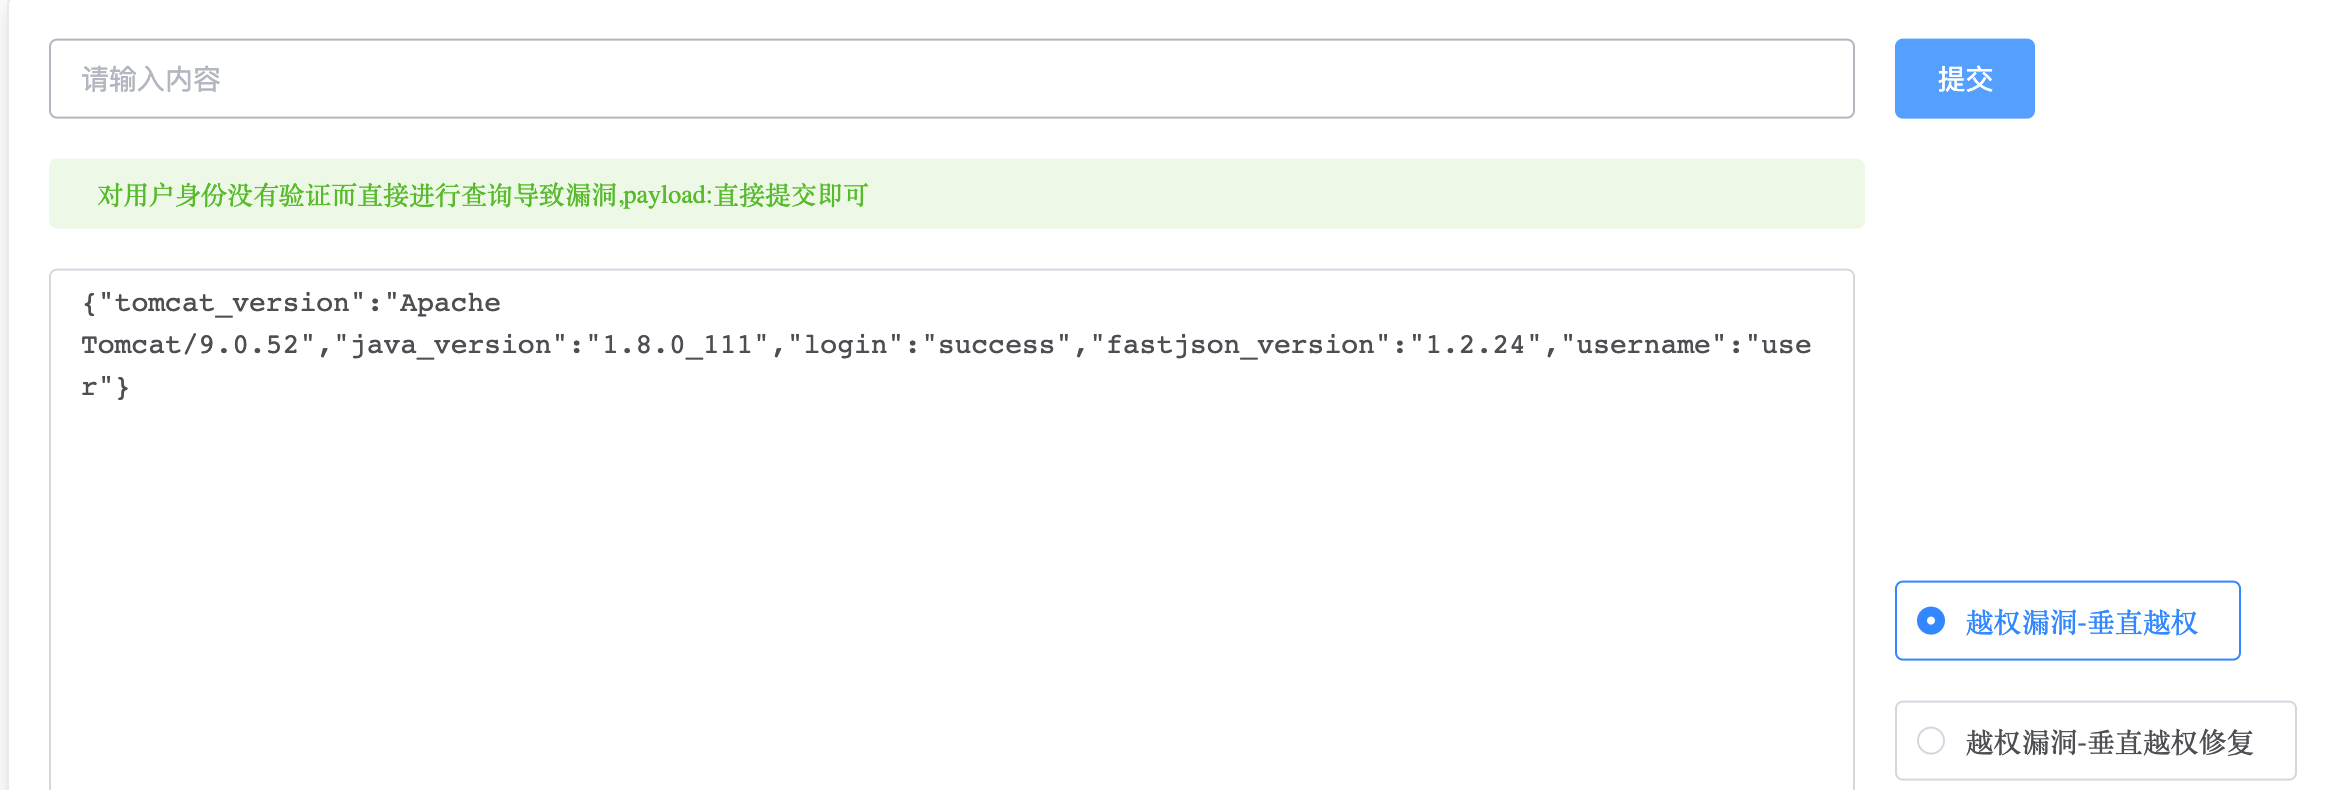 请输入内容
提交
对用户身份没有验证而直接进行查询导致漏洞,payload:直接提交即可
{"tomcat_version":"Apache
Tomcat/9.0.52","java_version":"1.8.0_111","login":"success","fastjson_version":"1.2.24","username":"use
r"}
越权漏洞-垂直越权
越权漏洞-垂直越权修复